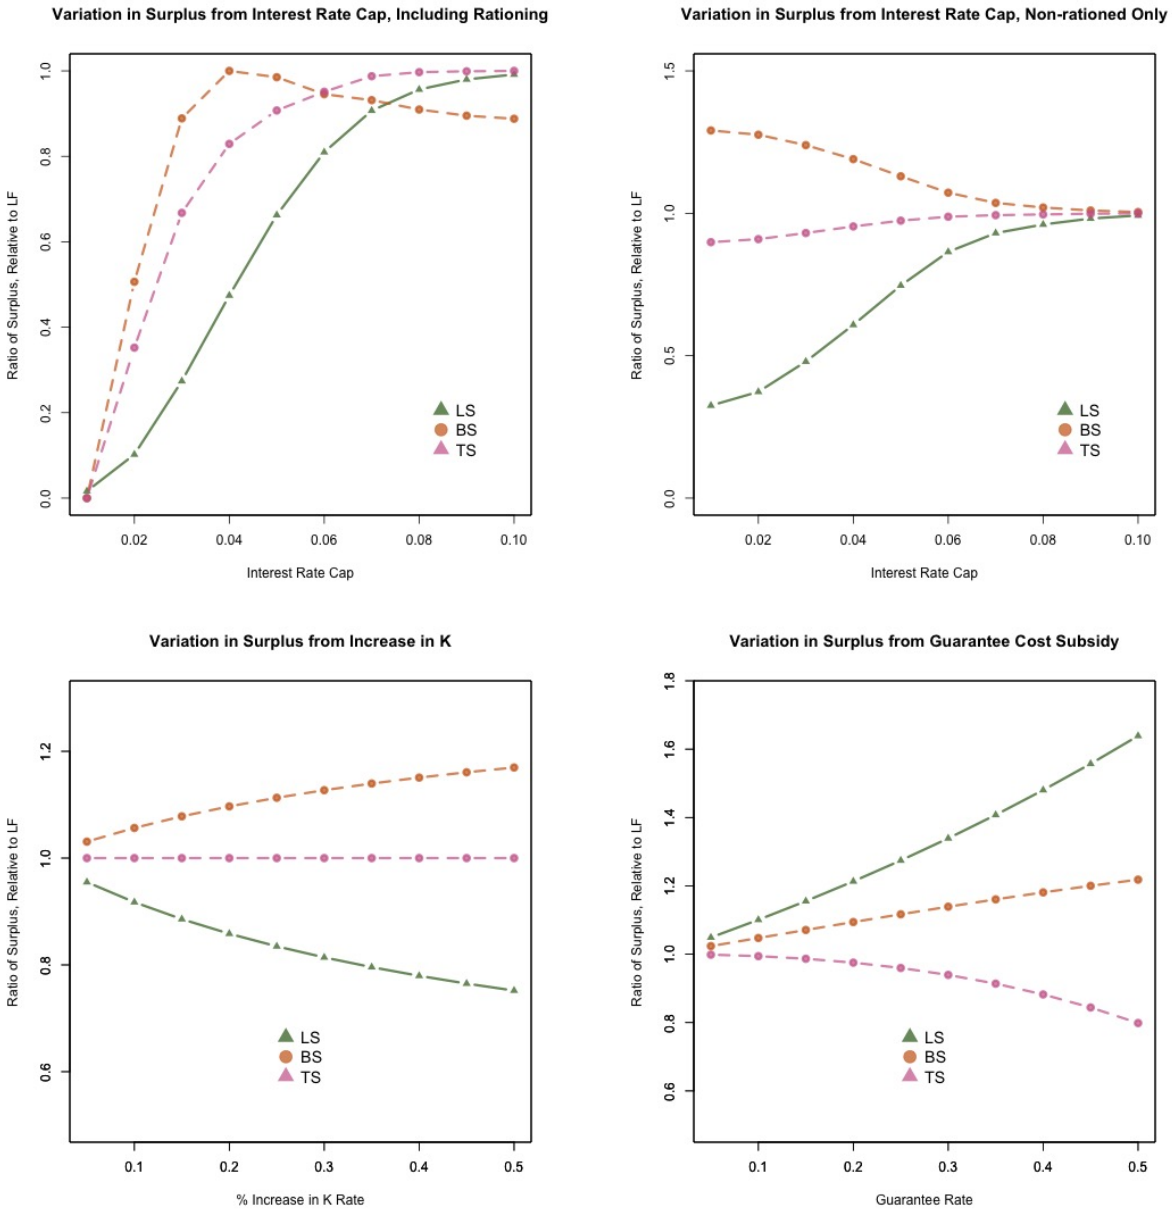 Variation in Surplus from Interest Rate Cap, Including Rationing
Ratio of Surplus, Relative to LF
1.0
0.8
0.6
0.4
0.2
0.0
LS
BS
TS
0.02 0.04 0.06 0.08 0.10
Interest Rate Cap
Variation in Surplus from Interest Rate Cap, Non-rationed Only
Ratio of Surplus, Relative to LF
1.5
1.0
0.5
0.0
LS
BS
TS
0.02 0.04 0.06 0.08 0.10
Interest Rate Cap
Variation in Surplus from Increase in K
Ratio of Surplus, Relative to LF
1.2
1.0
0.8
0.6
LS
BS
TS
0.1 0.2 0.3 0.4 0.5
% Increase in K Rate
Variation in Surplus from Guarantee Cost Subsidy
Ratio of Surplus, Relative to LF
1.8
1.6
1.4
1.2
1.0
0.8
0.6
LS
BS
TS
0.1 0.2 0.3 0.4 0.5
Guarantee Rate